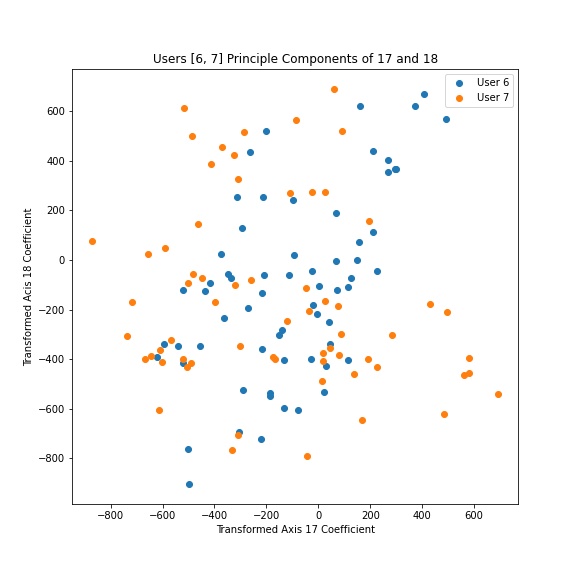 Users [6, 7] Principle Components of 17 and 18
User 6
User 7
600
400
200
0
−200
−400
−600
−800
Transformed Acis 18 Coefficient
−800 −600 −400 −200 0 200 400 600
Transformed Axis 17 Coefficient